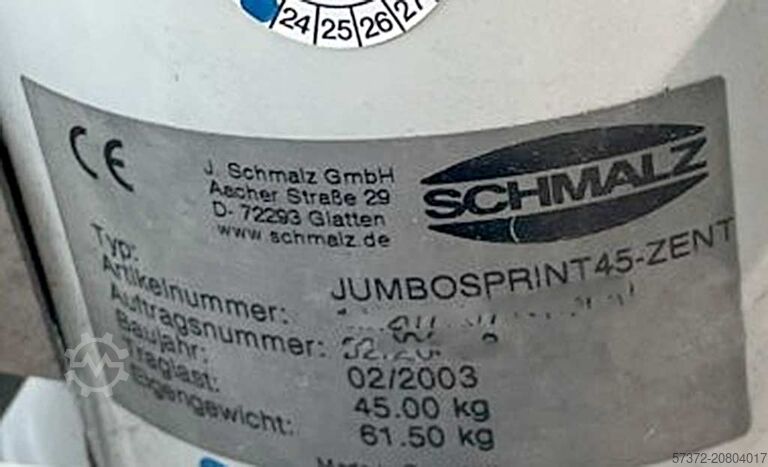 24 25 26 27
CE
J. Schmalz GmbH
Aacher Straße 29
D- 72293 Glatten
www.schmalz.de
SCHMALZ
Typ: JUMBOSPRINT45-ZENT
Artikelnummer:
Auftragsnummer:
Baujahr: 02/2003
Traglast: 45.00 kg
Eigengewicht: 61.50 kg
57372-20804017